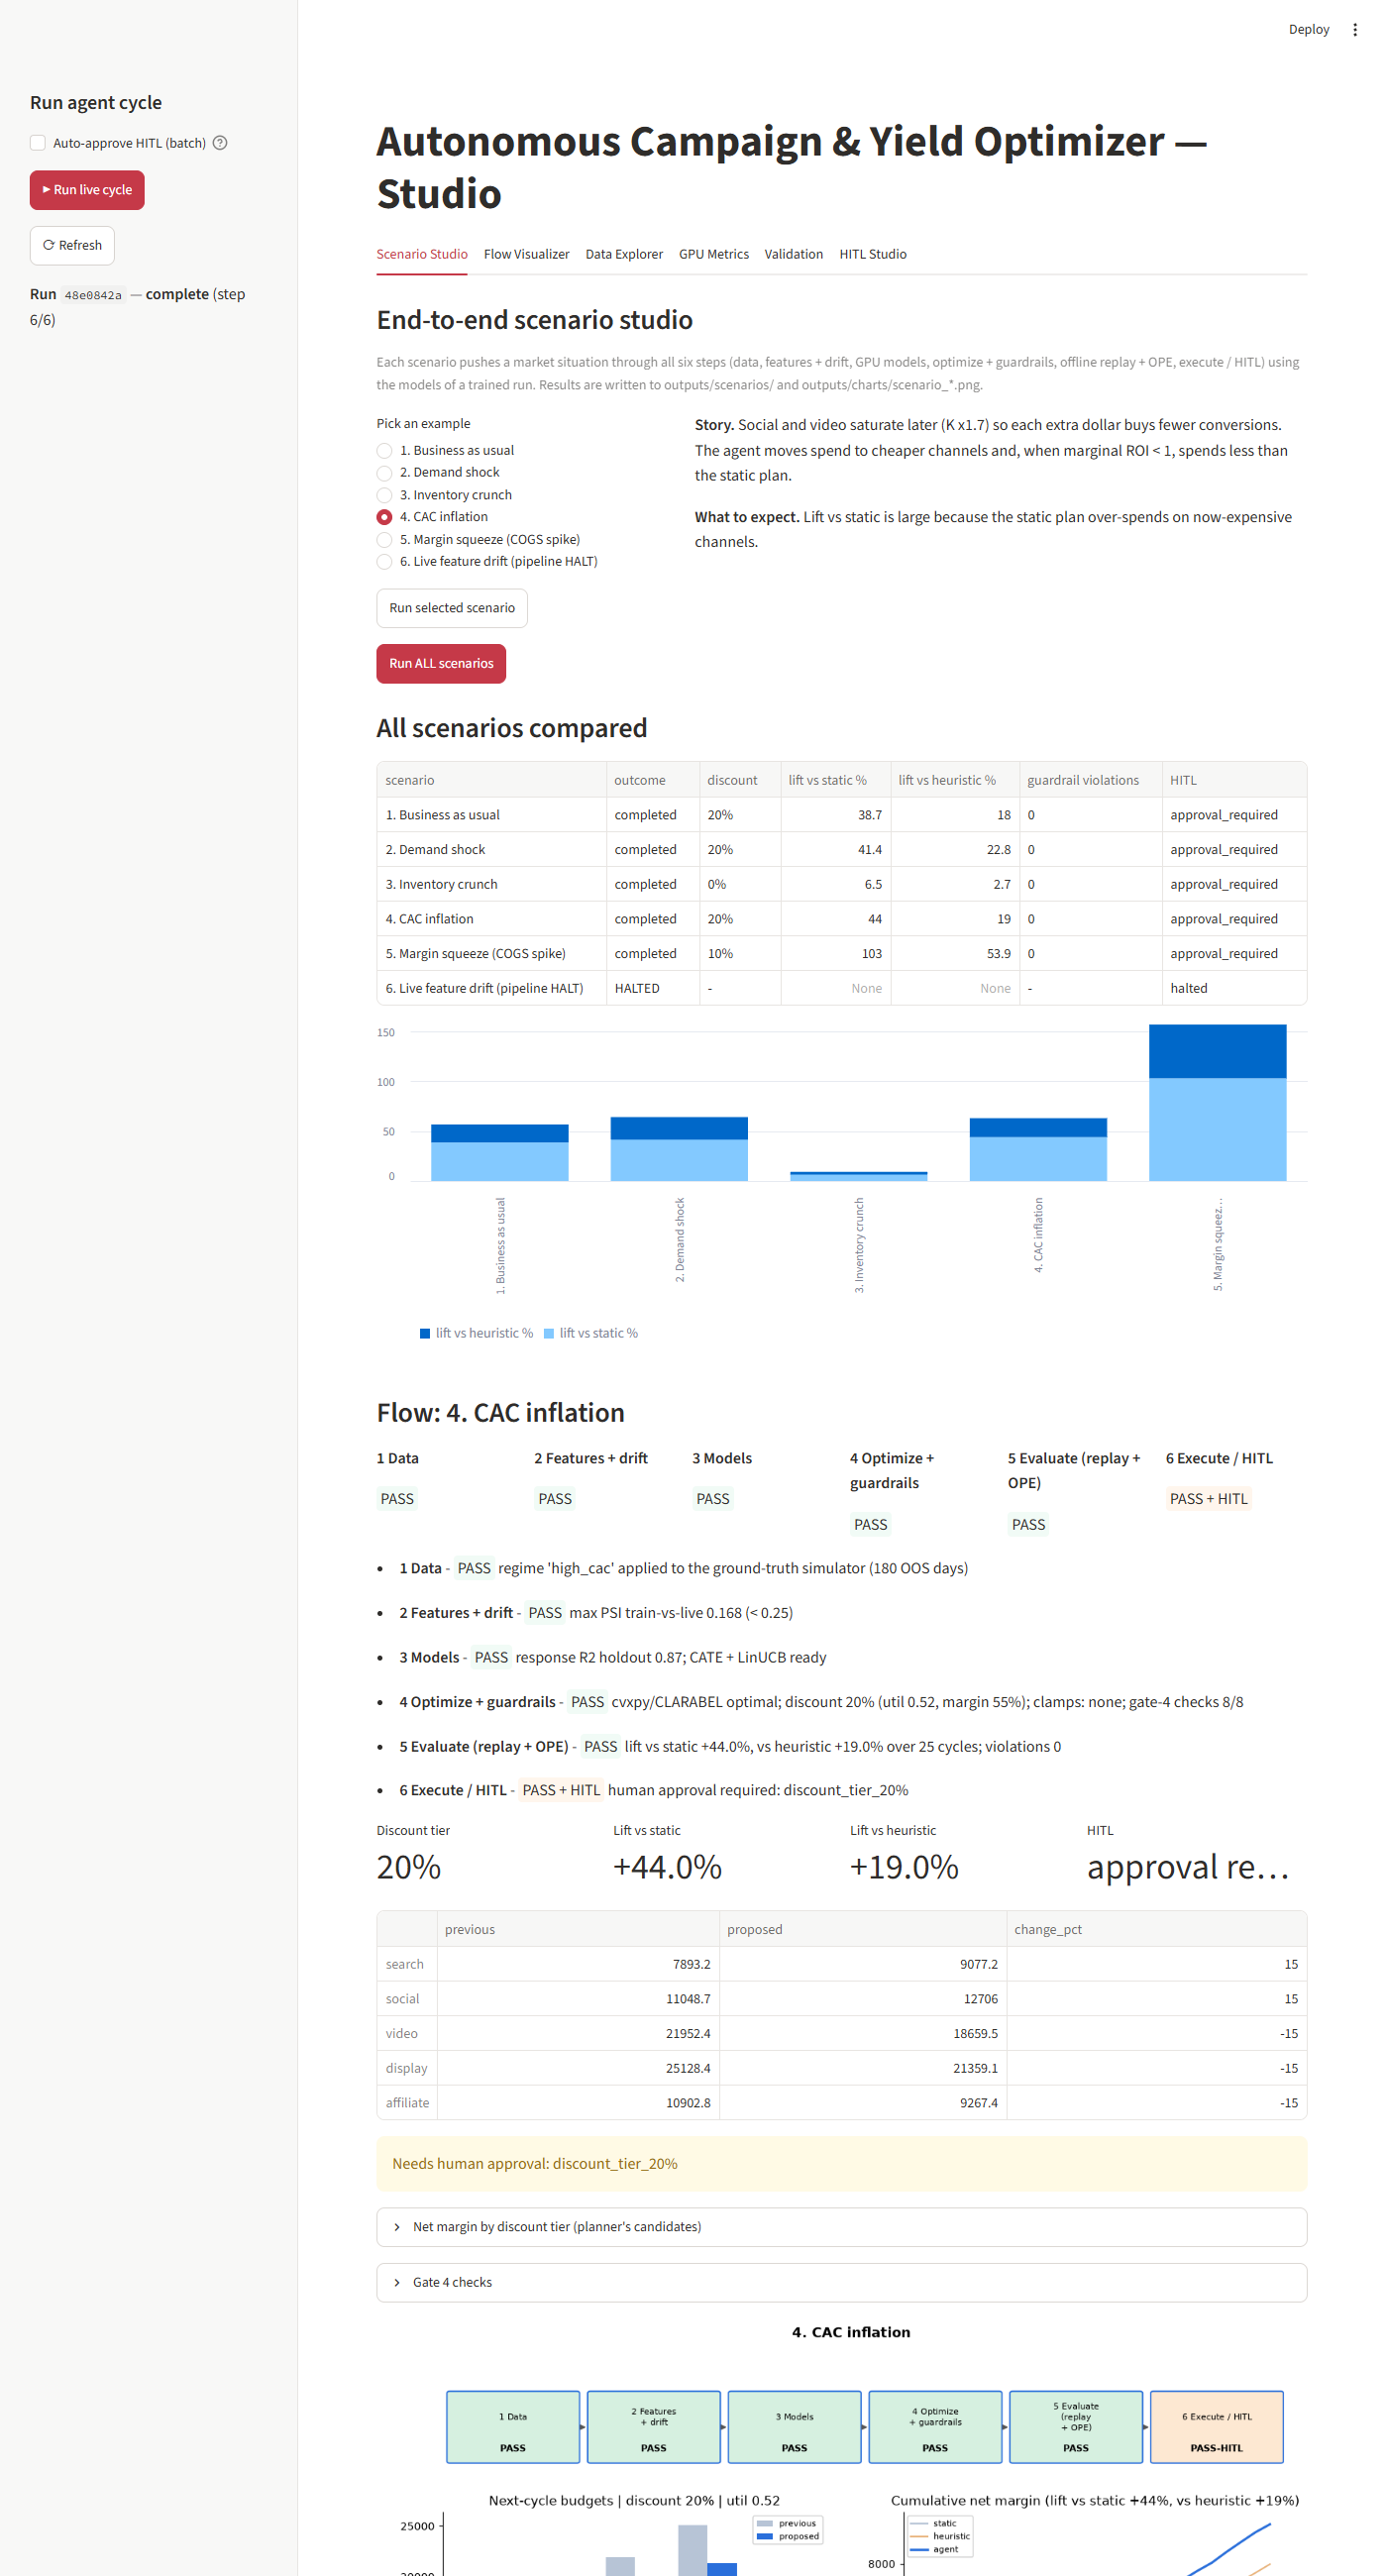 Deploy
Run agent cycle
Auto-approve HITL (batch)
Run live cycle
Refresh
Run 48e0842a — complete (step
6/6)
Autonomous Campaign & Yield Optimizer —
Studio
Scenario Studio Flow Visualizer Data Explorer GPU Metrics Validation HITL Studio
End-to-end scenario studio
Each scenario pushes a market situation through all six steps (data, features + drift, GPU models, optimize + guardrails, offline replay + OPE, execute / HITL) using
the models of a trained run. Results are written to outputs/scenarios/ and outputs/charts/scenario_*.png.
Pick an example
1. Business as usual
2. Demand shock
3. Inventory crunch
4. CAC inflation
5. Margin squeeze (COGS spike)
6. Live feature drift (pipeline HALT)
Run selected scenario
Run ALL scenarios
Story. Social and video saturate later (K x1.7) so each extra dollar buys fewer conversions.
The agent moves spend to cheaper channels and, when marginal ROI < 1, spends less than
the static plan.
What to expect. Lift vs static is large because the static plan over-spends on now-expensive
channels.
All scenarios compared
scenario outcome discount lift vs static % lift vs heuristic % guardrail violations HITL
1. Business as usual completed 20% 38.7 18 0 approval_required
2. Demand shock completed 20% 41.4 22.8 0 approval_required
3. Inventory crunch completed 0% 6.5 2.7 0 approval_required
4. CAC inflation completed 20% 44 19 0 approval_required
5. Margin squeeze (COGS spike) completed 10% 103 53.9 0 approval_required
6. Live feature drift (pipeline HALT) HALTED - None None - halted
150
100
50
0
1. Business as usual
2. Demand shock
3. Inventory crunch
4. CAC inflation
5. Margin squeez…
lift vs heuristic % lift vs static %
Flow: 4. CAC inflation
1 Data
PASS
2 Features + drift
PASS
3 Models
PASS
4 Optimize +
guardrails
PASS
5 Evaluate (replay +
OPE)
PASS
6 Execute / HITL
PASS + HITL
1 Data - PASS regime 'high_cac' applied to the ground-truth simulator (180 OOS days)
2 Features + drift - PASS max PSI train-vs-live 0.168 (< 0.25)
3 Models - PASS response R2 holdout 0.87; CATE + LinUCB ready
4 Optimize + guardrails - PASS cvxpy/CLARABEL optimal; discount 20% (util 0.52, margin 55%); clamps: none; gate-4 checks 8/8
5 Evaluate (replay + OPE) - PASS lift vs static +44.0%, vs heuristic +19.0% over 25 cycles; violations 0
6 Execute / HITL - PASS + HITL human approval required: discount_tier_20%
Discount tier Lift vs static Lift vs heuristic HITL
20% +44.0% +19.0% approval re…
previous proposed change_pct
search 7893.2 9077.2 15
social 11048.7 12706 15
video 21952.4 18659.5 -15
display 25128.4 21359.1 -15
affiliate 10902.8 9267.4 -15
Needs human approval: discount_tier_20%
Net margin by discount tier (planner's candidates)
Gate 4 checks
4. CAC inflation
1 Data
PASS
2 Features
+ drift
PASS
3 Models
PASS
4 Optimize
+ guardrails
PASS
5 Evaluate
(replay
+ OPE)
PASS
6 Execute / HITL
PASS-HITL
Next-cycle budgets | discount 20% | util 0.52
25000
previous
proposed
Cumulative net margin (lift vs static +44%, vs heuristic +19%)
static
heuristic
agent
8000